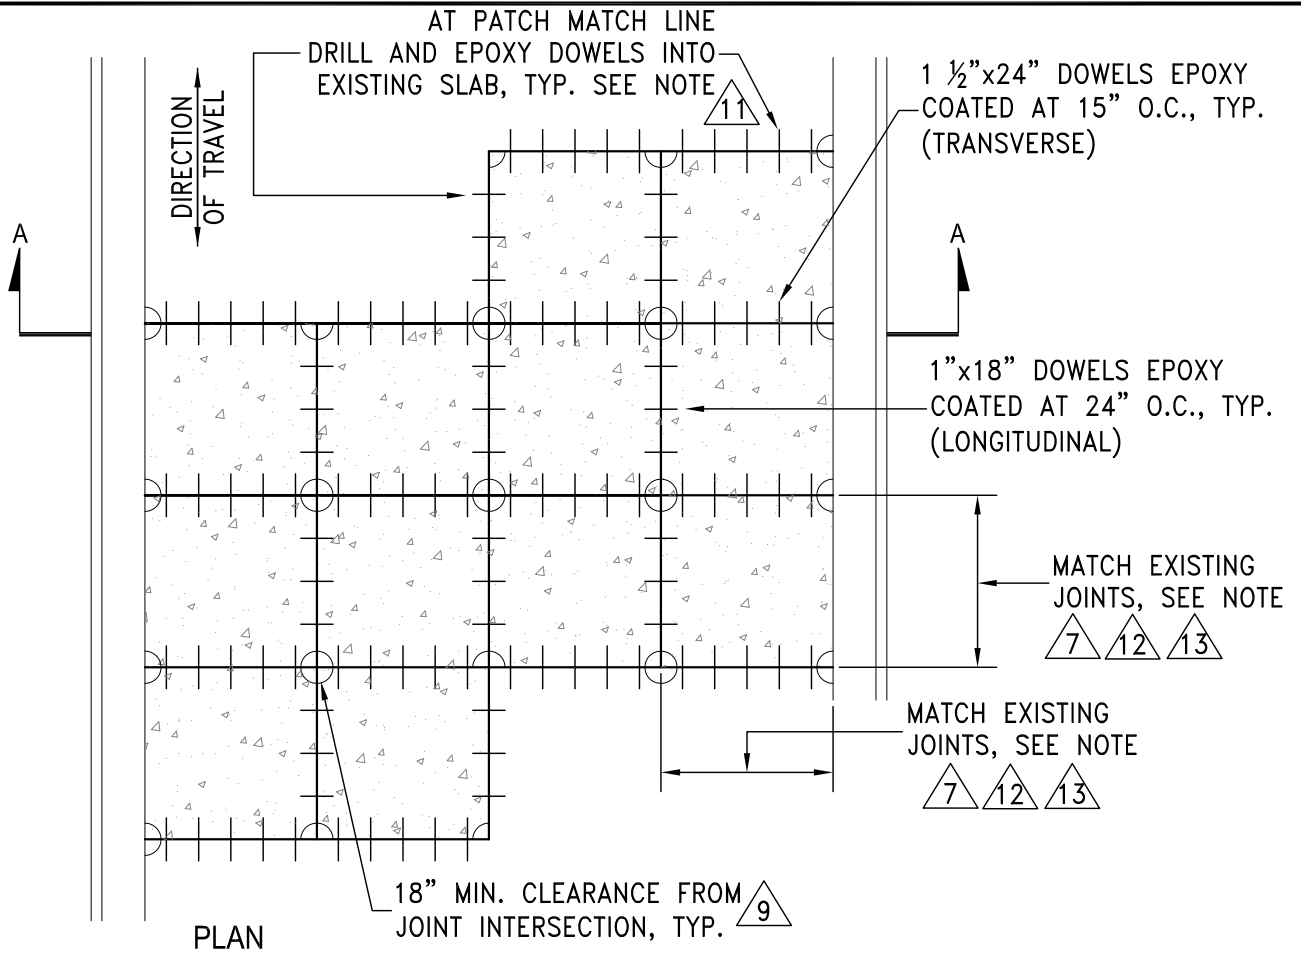 AT PATCH MATCH LINE
DRILL AND EPOXY DOWELS INTO
EXISTING SLAB, TYP. SEE NOTE
11
1 ½”x24” DOWELS EPOXY
COATED AT 15” O.C., TYP.
(TRANSVERSE)
DIRECTION
OF TRAVEL
A
A
1”x18” DOWELS EPOXY
COATED AT 24” O.C., TYP.
(LONGITUDINAL)
MATCH EXISTING
JOINTS, SEE NOTE
7 12 13
MATCH EXISTING
JOINTS, SEE NOTE
7 12 13
18” MIN. CLEARANCE FROM
JOINT INTERSECTION, TYP.
9
PLAN